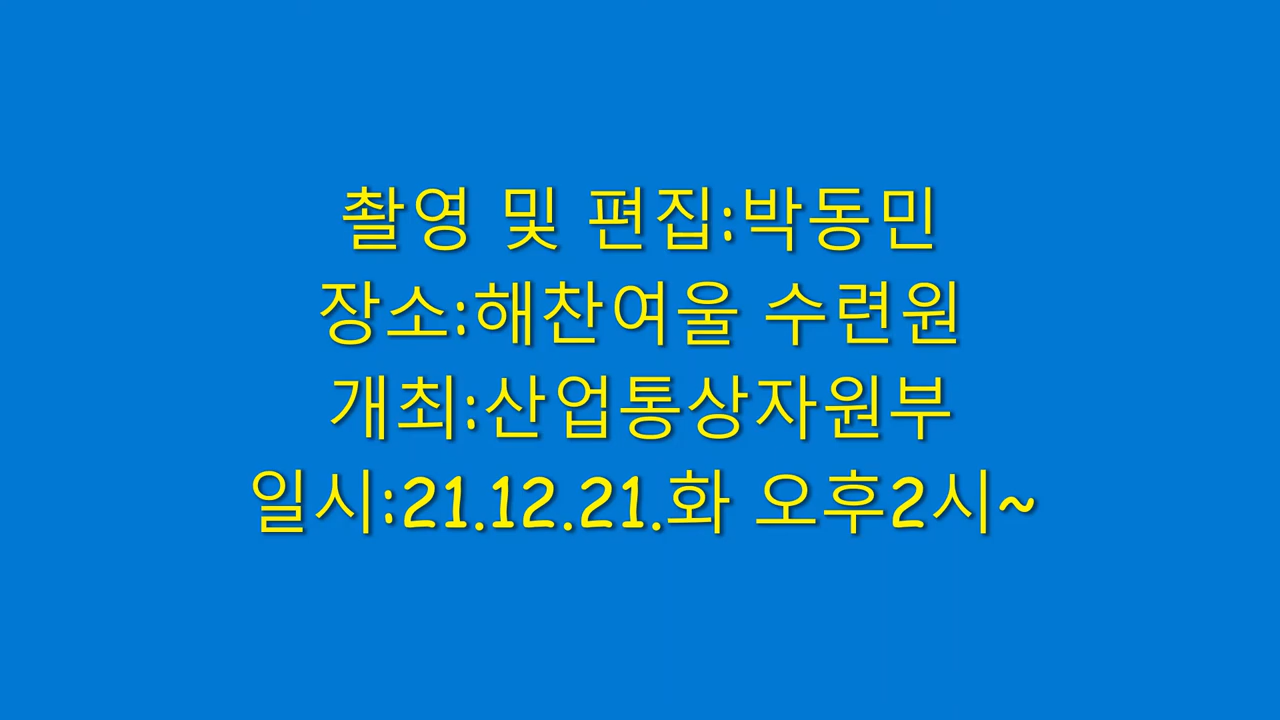 촬영 및 편집:박동민
장소:해찬여울 수련원
개최:산업통상자원부
일시:21.12.21.화 오후2시~